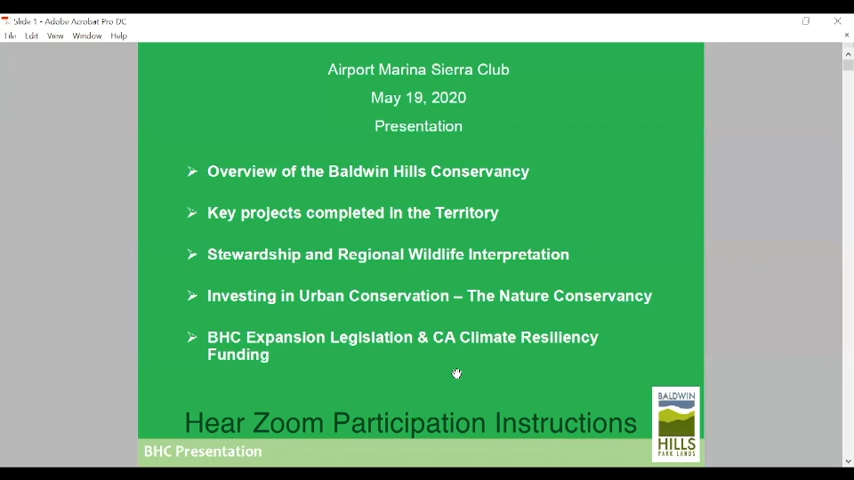 Slide 1 - Adobe Acrobat Pro DC
File Edit View Window Help
Airport Marina Sierra Club
May 19, 2020
Presentation
Overview of the Baldwin Hills Conservancy
Key projects completed in the Territory
Stewardship and Regional Wildlife Interpretation
Investing in Urban Conservation – The Nature Conservancy
BHC Expansion Legislation & CA Climate Resiliency
Funding
Hear Zoom Participation Instructions
BHC Presentation
BALDWIN
HILLS
PARK LANDS